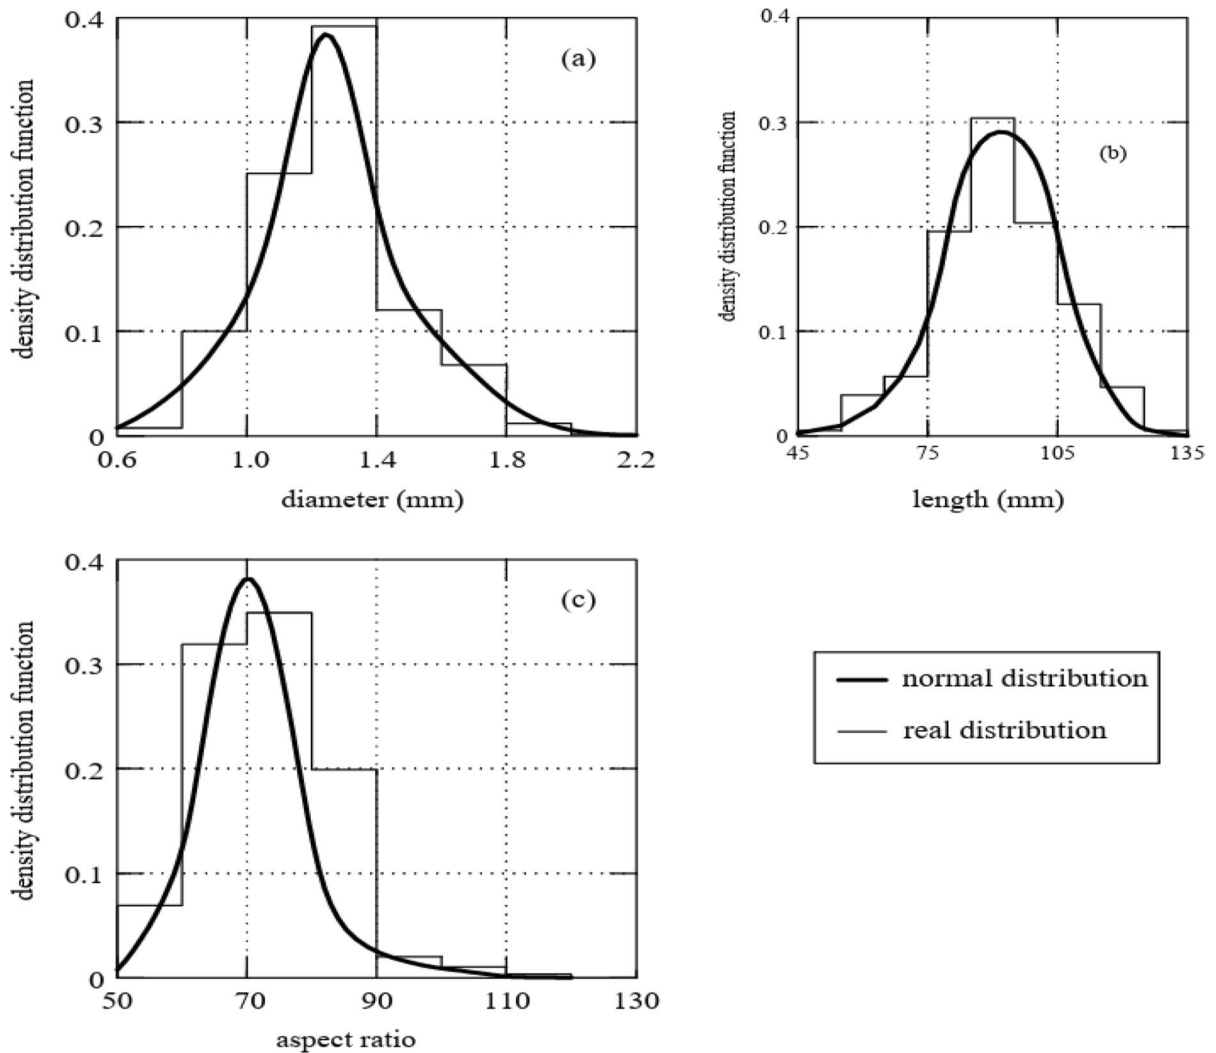 0.4
0.3
0.2
0.1
0
density distribution function
(a)
0.6 1.0 1.4 1.8 2.2
diameter (mm)
0.4
0.3
0.2
0.1
0
density distribution function
(b)
45 75 105 135
length (mm)
0.4
0.3
0.2
0.1
0
density distribution function
(c)
50 70 90 110 130
aspect ratio
normal distribution
real distribution